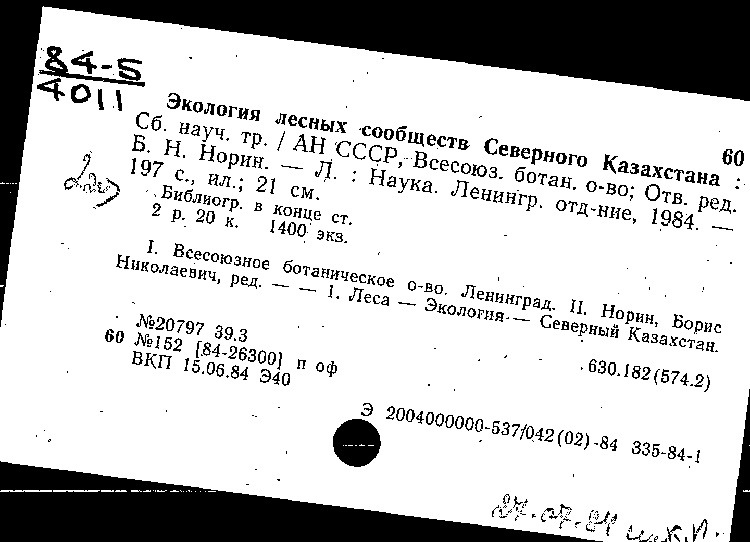 84-5
4011
60
Экология лесных сообществ Северного Казахстана :
Сб. науч. тр. / АН СССР, Всесоюз. ботан. о-во; Отв. ред.
Б. Н. Норин. — Л. : Наука. Ленингр. отд-ние, 1984. —
197 с., ил.; 21 см.
Библиогр. в конце ст.
2 р. 20 к. 1400 экз.
I. Всесоюзное ботаническое о-во. Ленинград. II. Норин, Борис
Николаевич, ред. — — 1. Леса — Экология — Северный Казахстан.
№20797 39.3
630.182(574.2)
60 №152 [84-26300] п оф
ВКП 15.06.84 Э40
Э 2004000000-537/042(02)-84 335-84-1
27.07.84